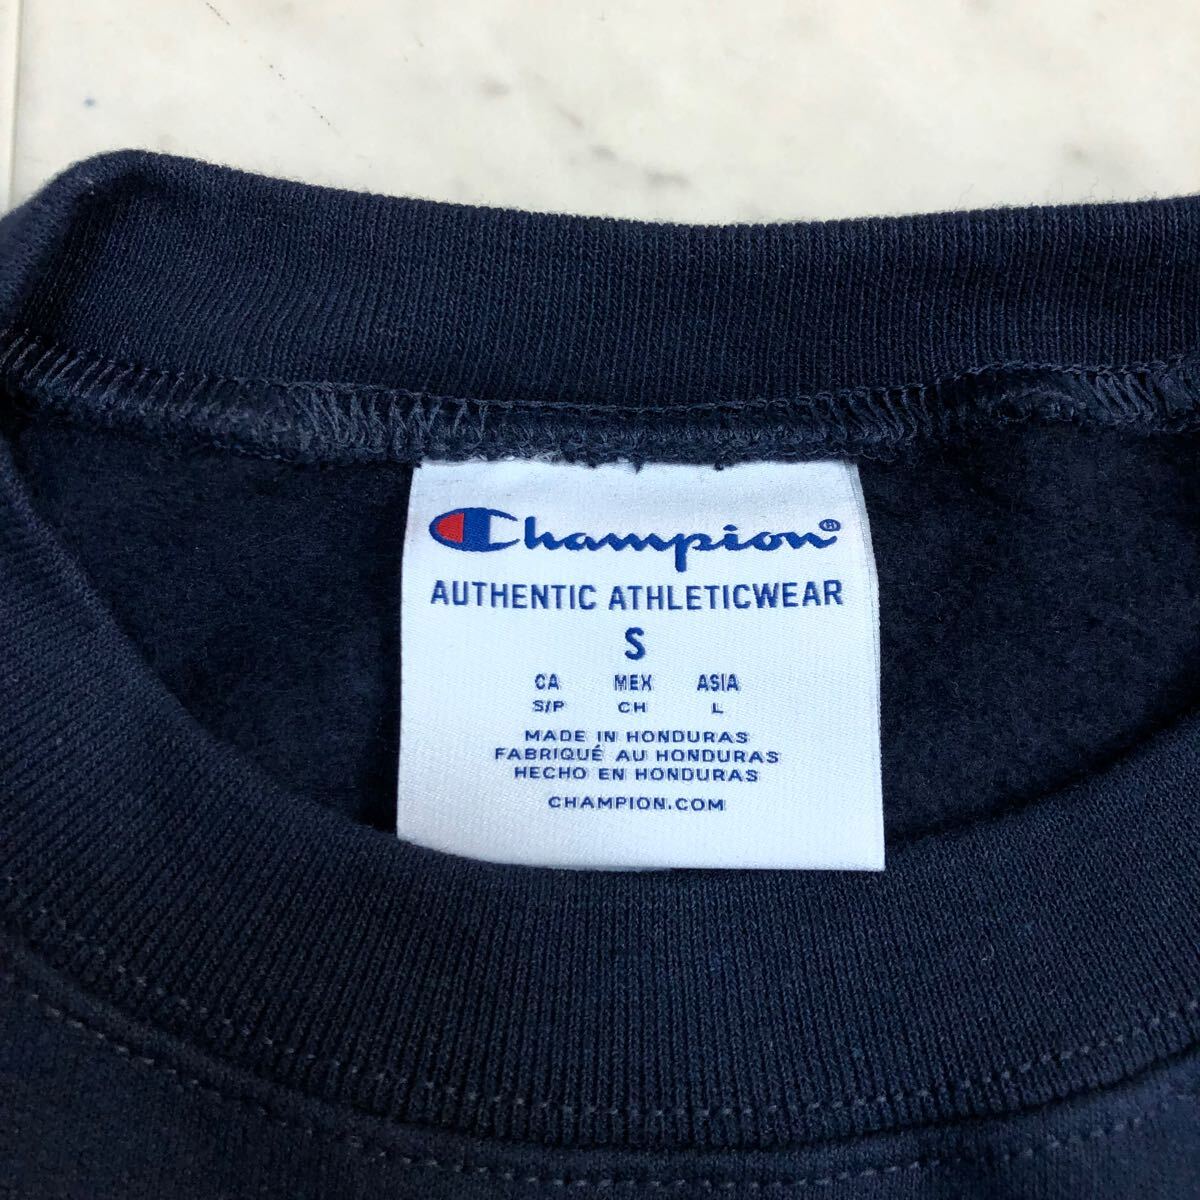 Champion®
AUTHENTIC ATHLETICWEAR
S
CA MEX ASIA
S/P CH L
MADE IN HONDURAS
FABRIQUÉ AU HONDURAS
HECHO EN HONDURAS
CHAMPION.COM